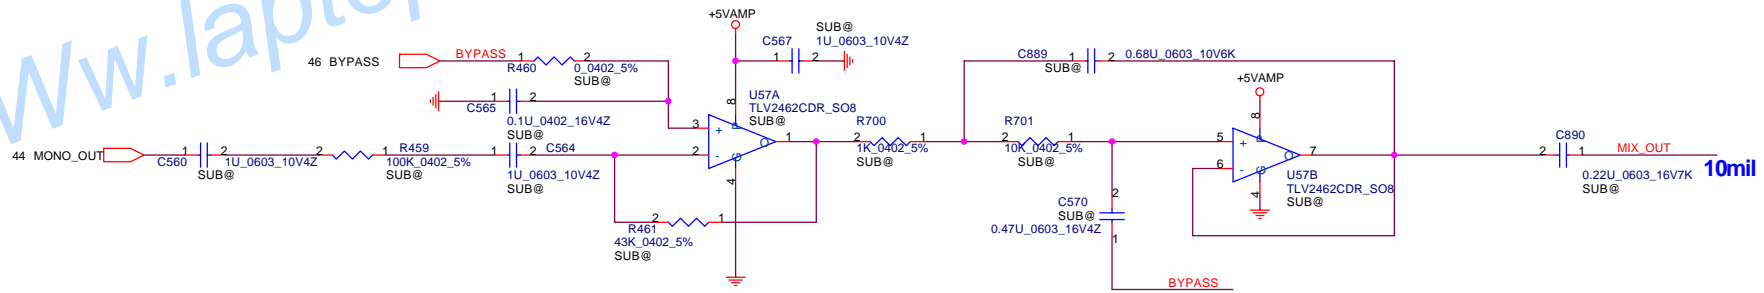 Ww.lapto
+5VAMP
46 BYPASS
BYPASS
1
2
R460
0_0402_5%
SUB@
C567
SUB@
1U_0603_10V4Z
1
2
1
2
C565
0.1U_0402_16V4Z
SUB@
U57A
TLV2462CDR_SO8
SUB@
8
3
+
2
-
P
G
O
1
4
44 MONO_OUT
1
2
C560
1U_0603_10V4Z
SUB@
2
1
R459
100K_0402_5%
SUB@
1
2
C564
1U_0603_10V4Z
SUB@
2
1
R461
43K_0402_5%
SUB@
R700
2
1
1K_0402_5%
SUB@
C889
1
2
0.68U_0603_10V6K
SUB@
R701
2
1
10K_0402_5%
SUB@
+5VAMP
8
5
+
6
-
P
G
O
7
4
U57B
TLV2462CDR_SO8
SUB@
2
C570
SUB@
0.47U_0603_16V4Z
1
BYPASS
C890
2
1
MIX_OUT
10mil
0.22U_0603_16V7K
SUB@